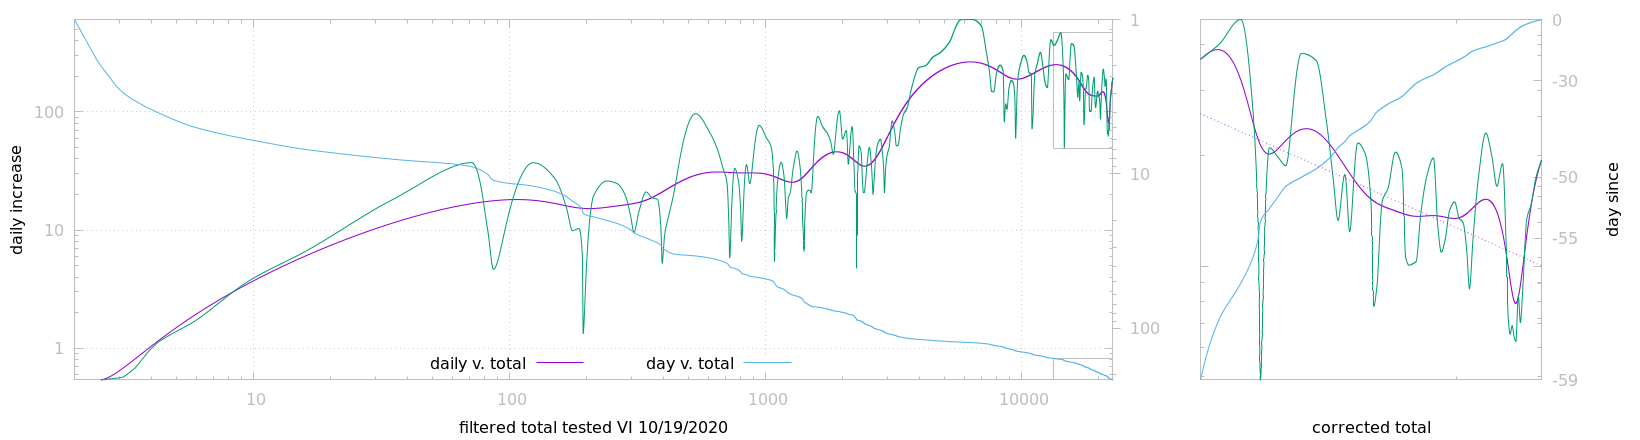 1
0
100
-30
daily increase
10
-50
day since
10
-55
1
daily v. total
day v. total
100
-59
10
100
1000
10000
filtered total tested VI 10/19/2020
corrected total